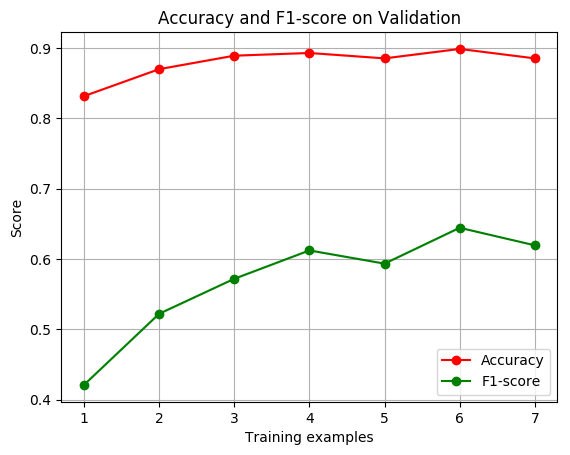 Accuracy and F1-score on Validation
0.9
0.8
0.7
0.6
0.5
0.4
Score
1 2 3 4 5 6 7
Training examples
Accuracy
F1-score